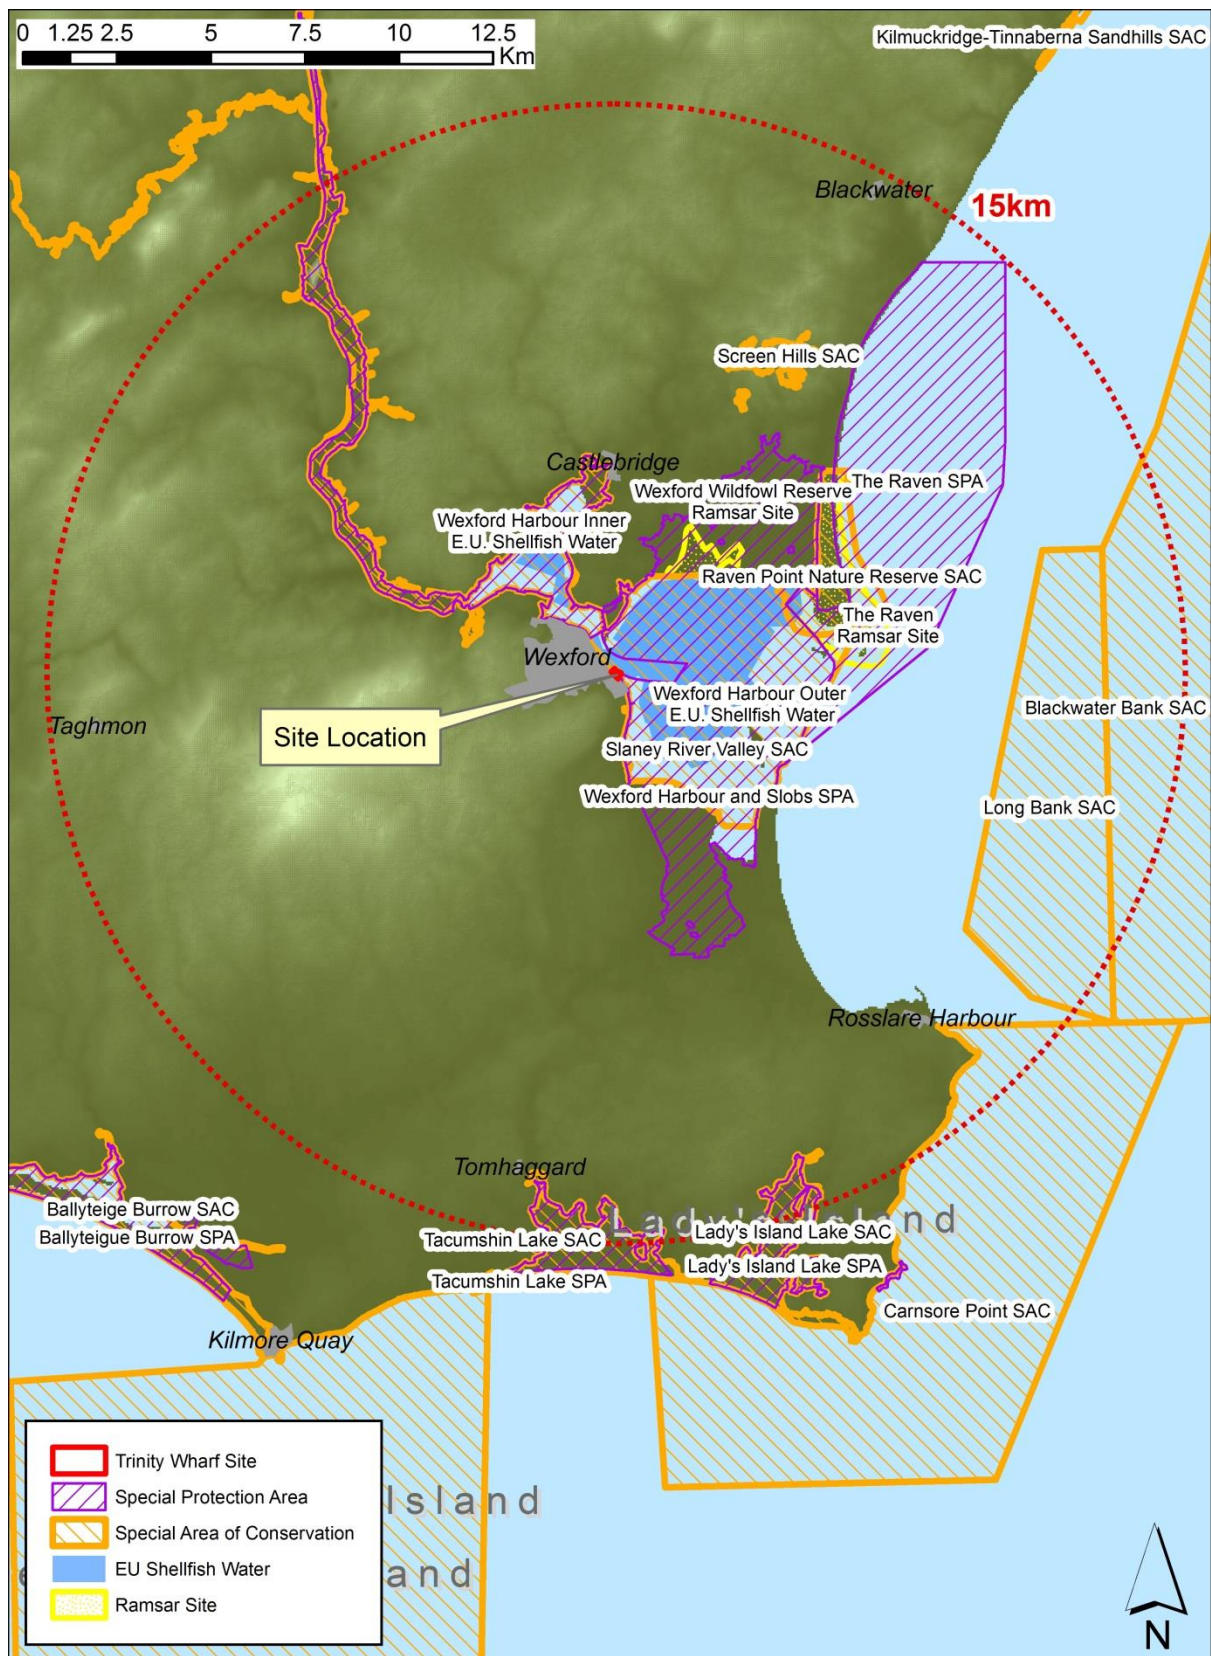 0 1.25 2.5 5 7.5 10 12.5
Km
Kilmuckridge-Tinnaberna Sandhills SAC
Blackwater
15km
Screen Hills SAC
Castlebridge
The Raven SPA
Wexford Wildfowl Reserve
Ramsar Site
Wexford Harbour Inner
E.U. Shellfish Water
Raven Point Nature Reserve SAC
The Raven
Ramsar Site
Wexford
Wexford Harbour Outer
E.U. Shellfish Water
Blackwater Bank SAC
Taghmon
Site Location
Slaney River Valley SAC
Wexford Harbour and Slobs SPA
Long Bank SAC
Rosslare Harbour
Tomhaggard
Ballyteige Burrow SAC
Ballyteigue Burrow SPA
Lady's Island
Tacumshin Lake SAC
Lady's Island Lake SAC
Tacumshin Lake SPA
Lady's Island Lake SPA
Carnsore Point SAC
Kilmore Quay
Trinity Wharf Site
Special Protection Area
Island
Special Area of Conservation
EU Shellfish Water
and
Ramsar Site
N